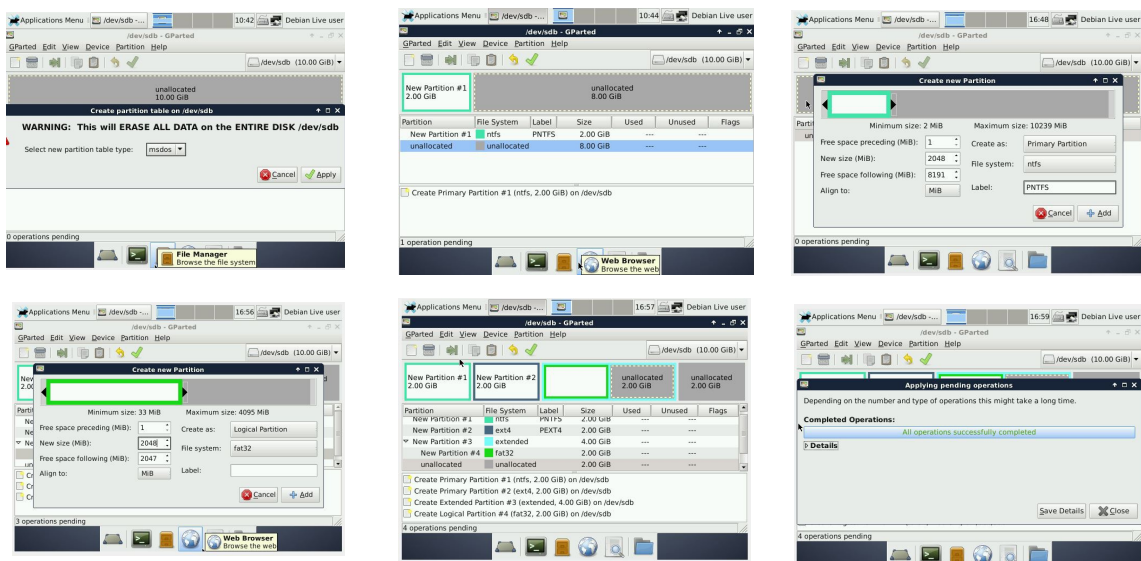 Applications Menu /dev/sdb -... 10:42 Debian Live user
/dev/sdb - GParted
GParted Edit View Device Partition Help
/dev/sdb (10.00 GiB)
unallocated
10.00 GiB
Create partition table on /dev/sdb
WARNING: This will ERASE ALL DATA on the ENTIRE DISK /dev/sdb
Select new partition table type: msdos
Cancel Apply
0 operations pending
File Manager
Browse the file system
Applications Menu /dev/sdb -... 10:44 Debian Live user
/dev/sdb - GParted
GParted Edit View Device Partition Help
/dev/sdb (10.00 GiB)
New Partition #1 unallocated
2.00 GiB 8.00 GiB
Partition File System Label Size Used Unused Flags
New Partition #1 ntfs PNTFS 2.00 GiB --- ---
unallocated unallocated 8.00 GiB --- ---
Create Primary Partition #1 (ntfs, 2.00 GiB) on /dev/sdb
1 operation pending
Web Browser
Browse the web
Applications Menu /dev/sdb -... 16:48 Debian Live user
/dev/sdb - GParted
GParted Edit View Device Partition Help
/dev/sdb (10.00 GiB)
Create new Partition
Minimum size: 2 MiB Maximum size: 10239 MiB
Free space preceding (MiB): 1 Create as: Primary Partition
New size (MiB): 2048 File system: ntfs
Free space following (MiB): 8191
Align to: MiB Label: PNTFS
Cancel Add
0 operations pending
Applications Menu /dev/sdb -... 16:56 Debian Live user
/dev/sdb - GParted
GParted Edit View Device Partition Help
/dev/sdb (10.00 GiB)
Create new Partition
Minimum size: 33 MiB Maximum size: 4095 MiB
Free space preceding (MiB): 1 Create as: Logical Partition
New size (MiB): 2048 File system: fat32
Free space following (MiB): 2047
Align to: MiB Label:
Cancel Add
3 operations pending
Web Browser
Browse the web
Applications Menu /dev/sdb -... 16:57 Debian Live user
/dev/sdb - GParted
GParted Edit View Device Partition Help
/dev/sdb (10.00 GiB)
New Partition #1 New Partition #2 unallocated unallocated
2.00 GiB 2.00 GiB 2.00 GiB 2.00 GiB
Partition File System Label Size Used Unused Flags
New Partition #1 ntfs PNTFS 2.00 GiB --- ---
New Partition #2 ext4 PEXT4 2.00 GiB --- ---
New Partition #3 extended 4.00 GiB --- ---
New Partition #4 fat32 2.00 GiB --- ---
unallocated unallocated 2.00 GiB --- ---
Create Primary Partition #1 (ntfs, 2.00 GiB) on /dev/sdb
Create Primary Partition #2 (ext4, 2.00 GiB) on /dev/sdb
Create Extended Partition #3 (extended, 4.00 GiB) on /dev/sdb
Create Logical Partition #4 (fat32, 2.00 GiB) on /dev/sdb
4 operations pending
Applications Menu /dev/sdb -... 16:59 Debian Live user
/dev/sdb - GParted
GParted Edit View Device Partition Help
/dev/sdb (10.00 GiB)
Applying pending operations
Depending on the number and type of operations this might take a long time.
Completed Operations:
All operations successfully completed
Details
Save Details Close
4 operations pending